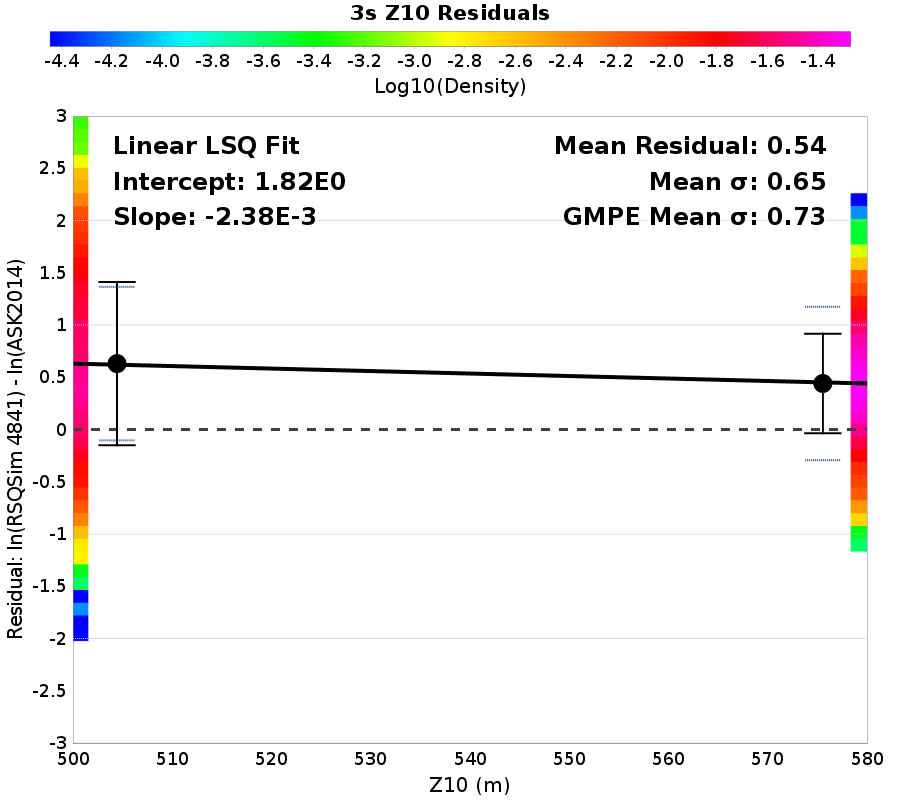 3s Z10 Residuals
-4.4 -4.2 -4.0 -3.8 -3.6 -3.4 -3.2 -3.0 -2.8 -2.6 -2.4 -2.2 -2.0 -1.8 -1.6 -1.4
Log10(Density)
Linear LSQ Fit
Intercept: 1.82E0
Slope: -2.38E-3
Mean Residual: 0.54
Mean σ: 0.65
GMPE Mean σ: 0.73
Residual: ln(RSQSim 4841) - ln(ASK2014)
3
2.5
2
1.5
1
0.5
0
-0.5
-1
-1.5
-2
-2.5
-3
500 510 520 530 540 550 560 570 580
Z10 (m)